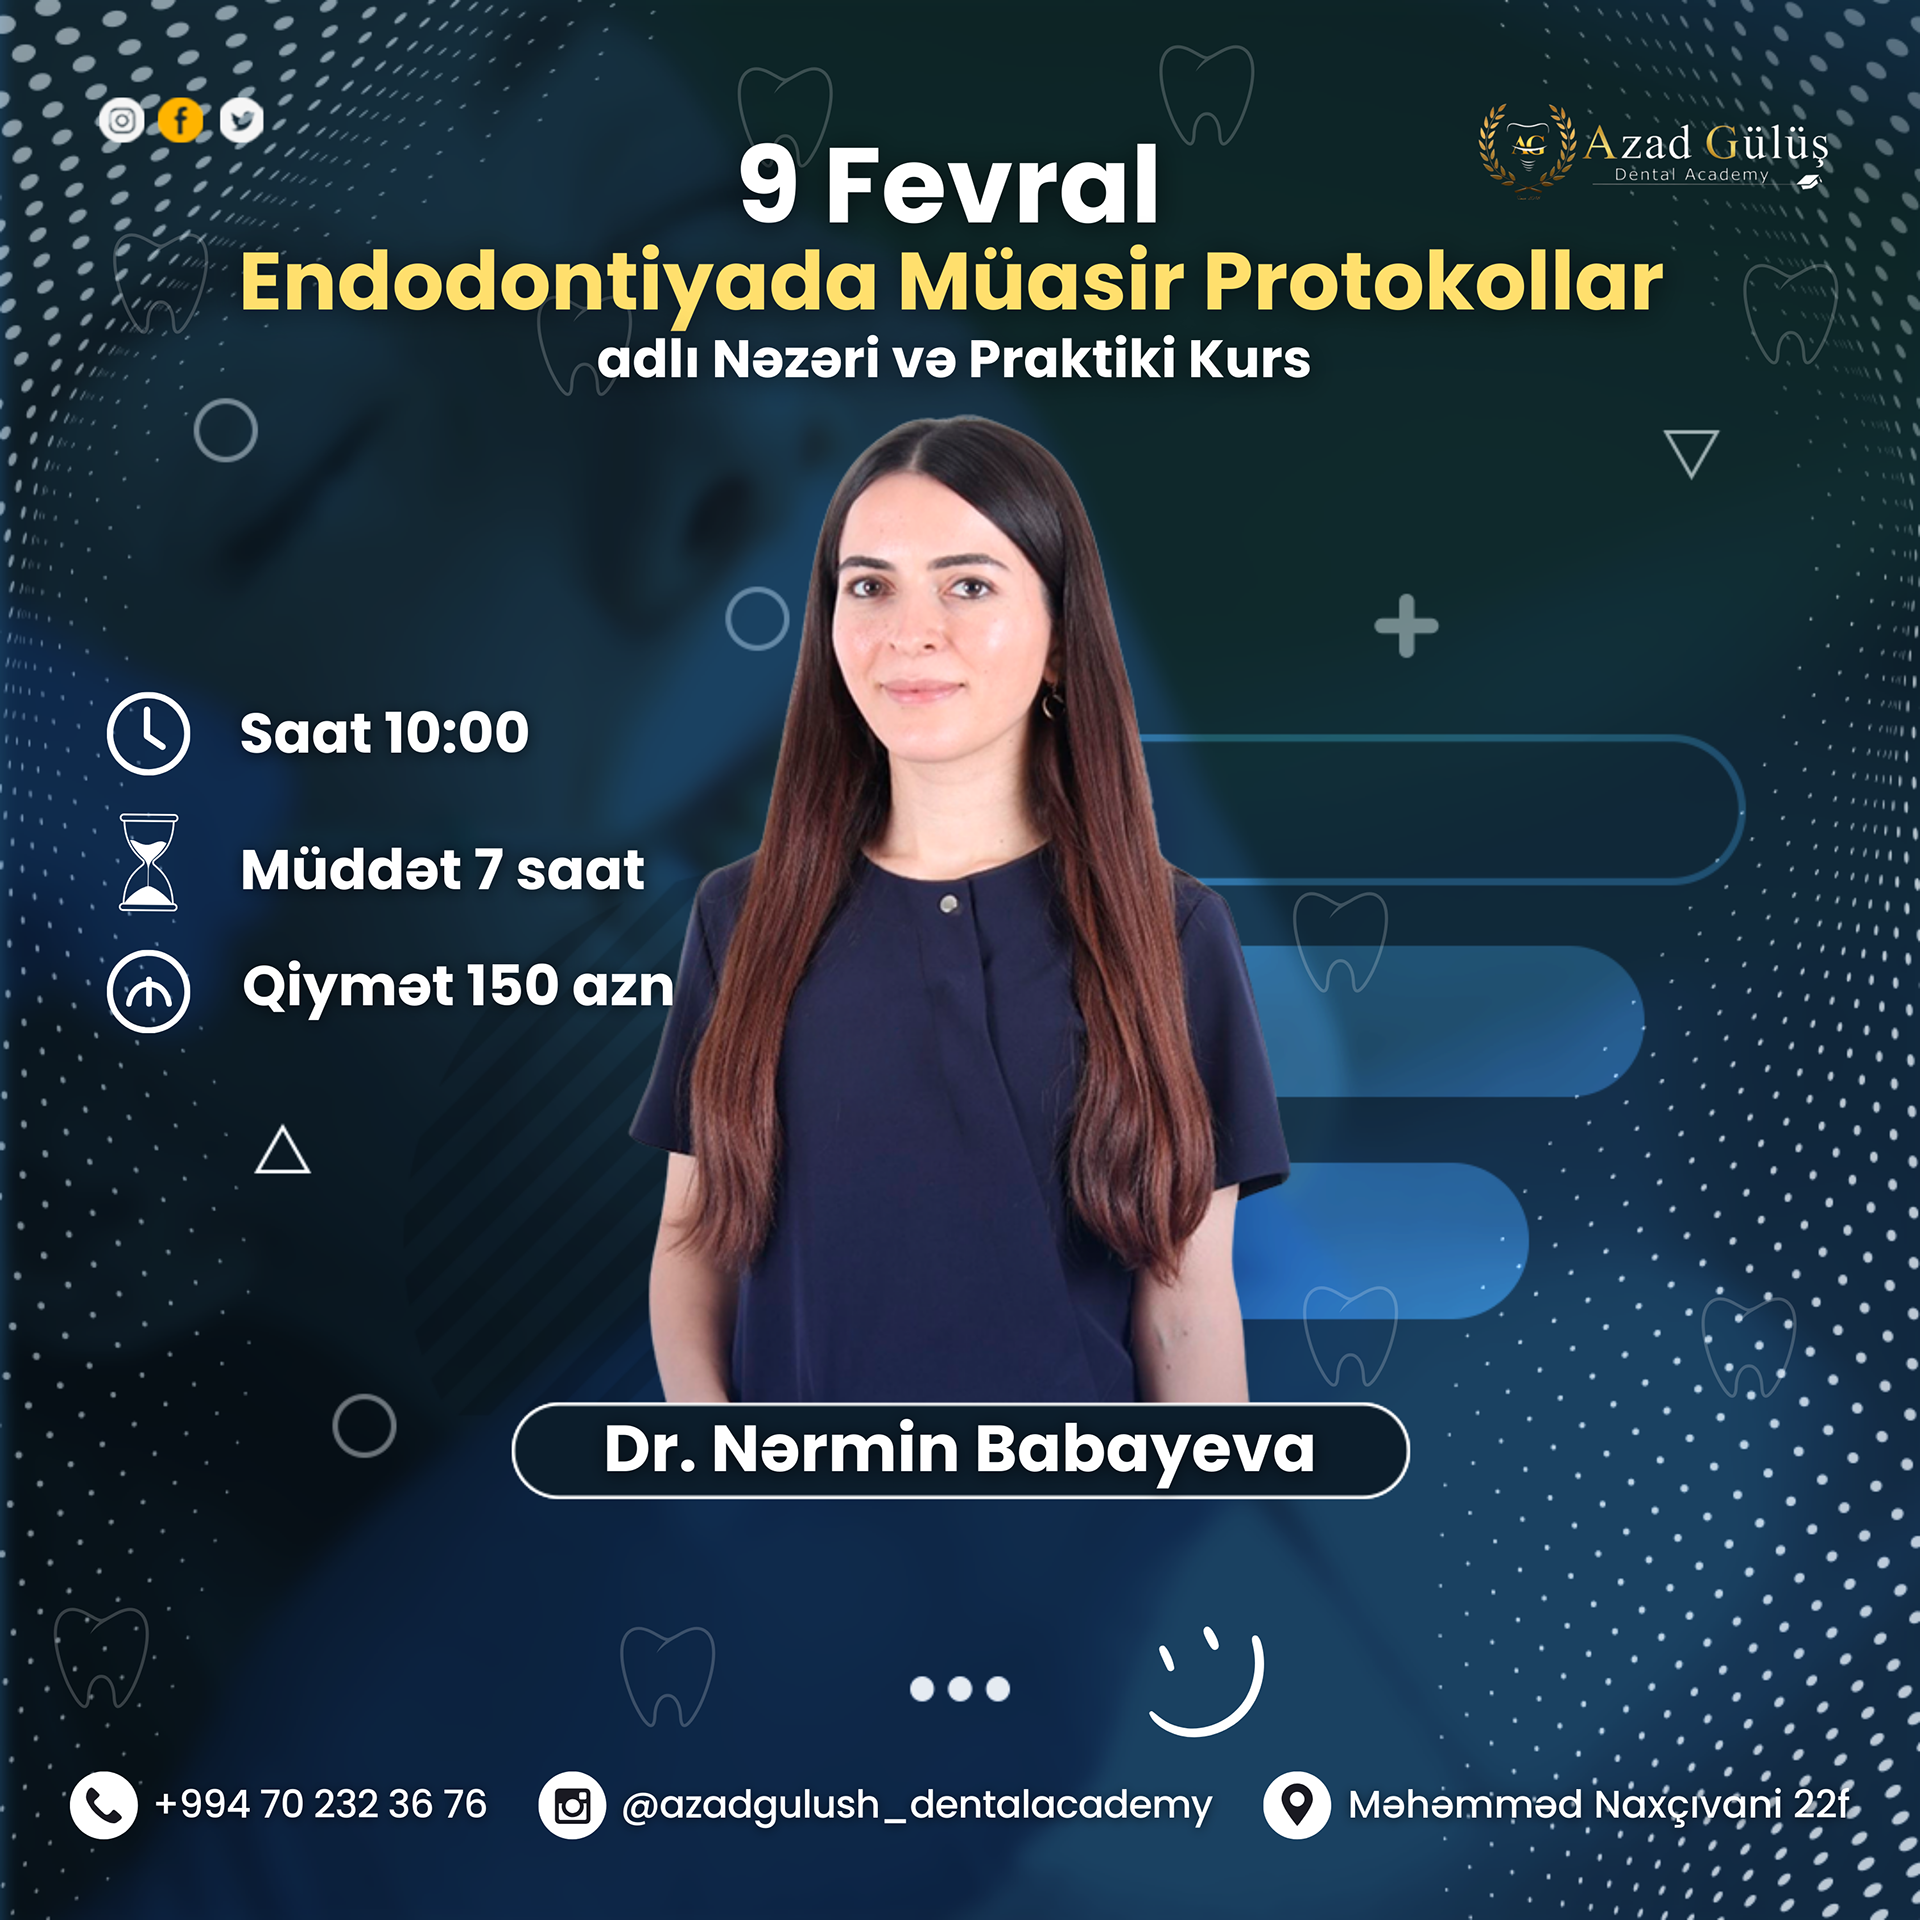 AG
Azad Gülüş
Dental Academy
9 Fevral
Endodontiyada Müasir Protokollar
adlı Nəzəri və Praktiki Kurs
Saat 10:00
Müddət 7 saat
Qiymət 150 azn
Dr. Nərmin Babayeva
+994 70 232 36 76
@azadgulush_dentalacademy
Məhəmməd Naxçıvani 22f